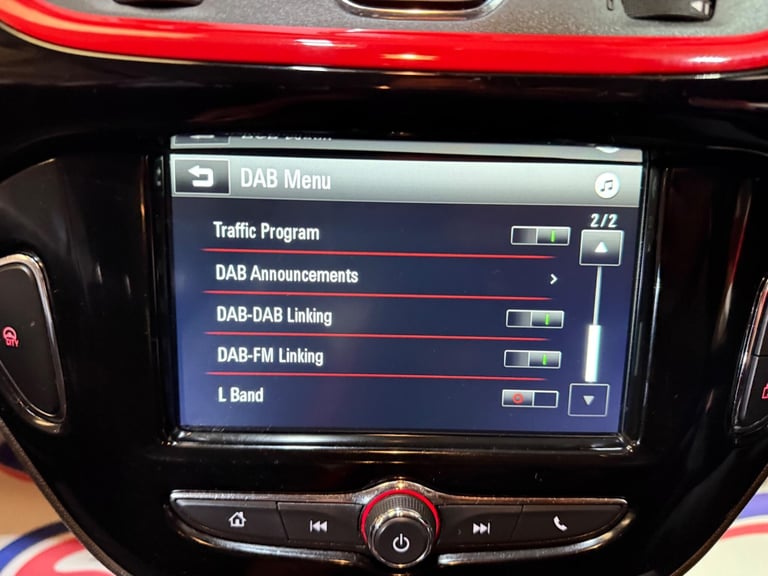 DAB Menu
2/2
Traffic Program
DAB Announcements
DAB-DAB Linking
DAB-FM Linking
L Band
CITY